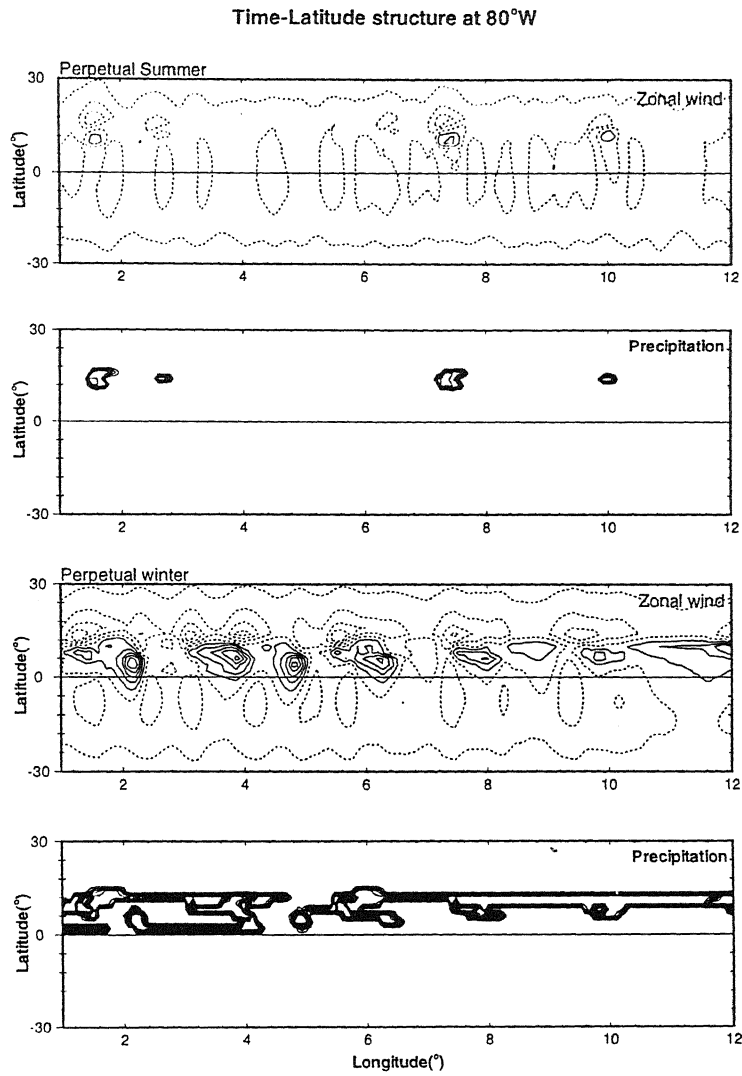 Time-Latitude structure at 80°W
Perpetual Summer
Zonal wind
30
0
-30
Latitude(°)
2 4 6 8 10 12
Precipitation
30
0
-30
Latitude(°)
2 4 6 8 10 12
Perpetual winter
Zonal wind
30
0
-30
Latitude(°)
2 4 6 8 10 12
Precipitation
30
0
-30
Latitude(°)
2 4 6 8 10 12
Longitude(°)